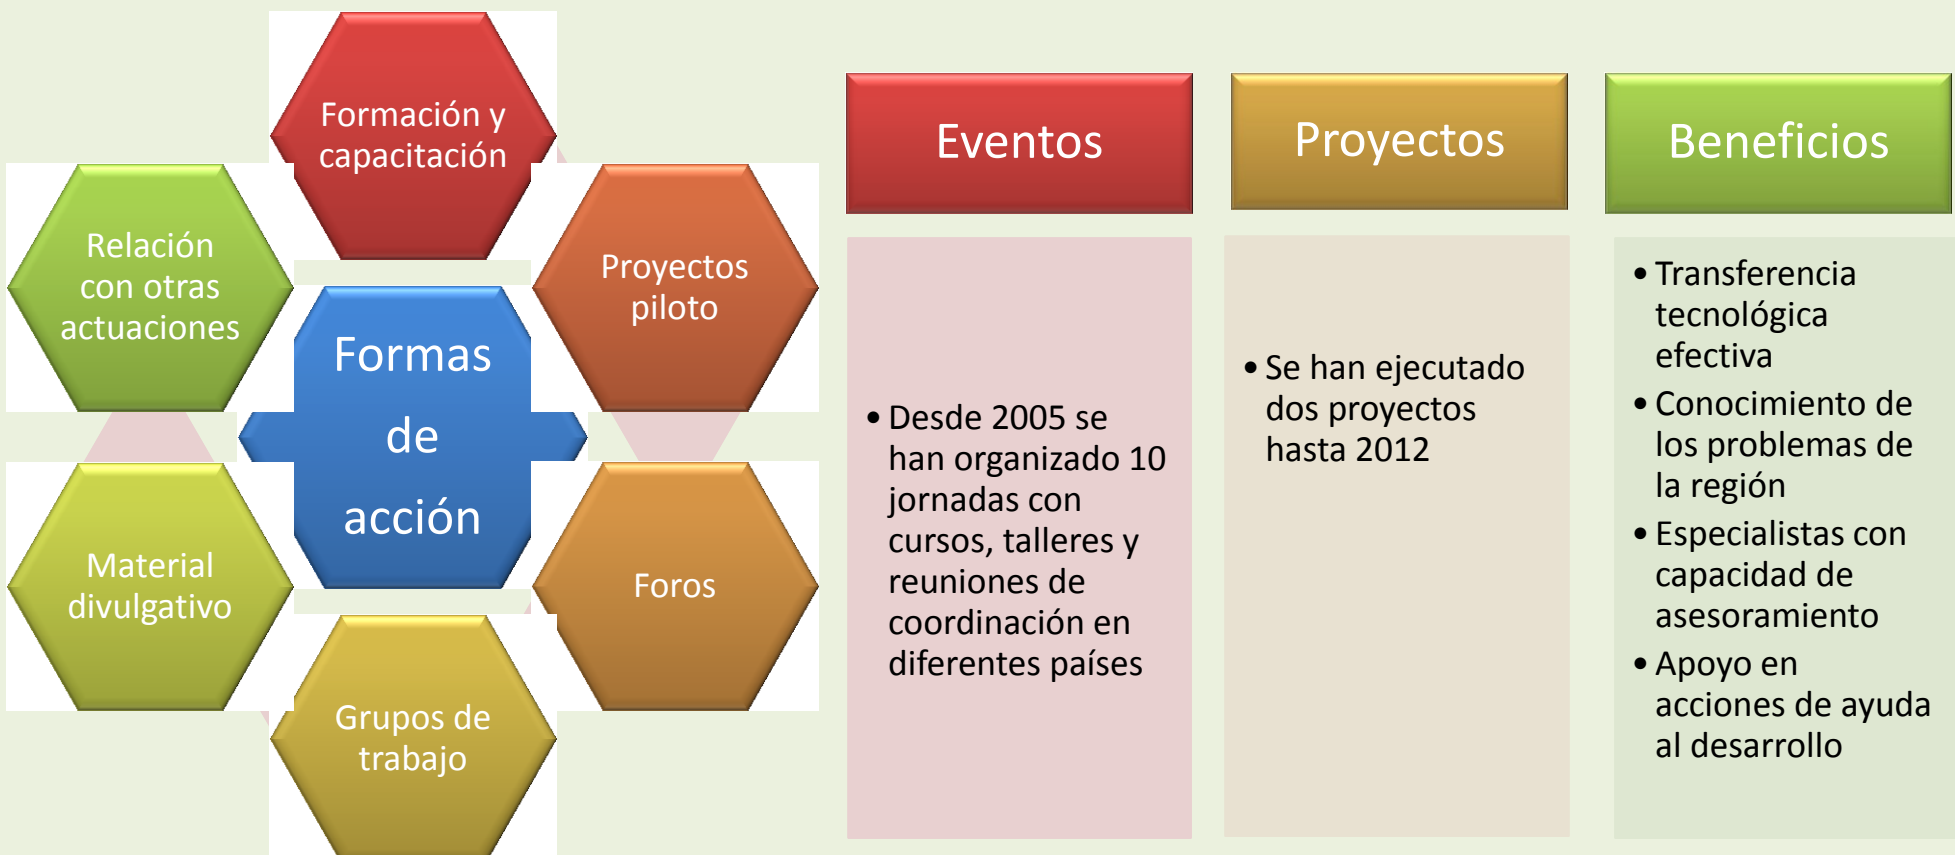 Formación y
capacitación
Proyectos
piloto
Foros
Grupos de
trabajo
Material
divulgativo
Relación
con otras
actuaciones
Formas
de
acción
Eventos
• Desde 2005 se
han organizado 10
jornadas con
cursos, talleres y
reuniones de
coordinación en
diferentes países
Proyectos
• Se han ejecutado
dos proyectos
hasta 2012
Beneficios
• Transferencia
tecnológica
efectiva
• Conocimiento de
los problemas de
la región
• Especialistas con
capacidad de
asesoramiento
• Apoyo en
acciones de ayuda
al desarrollo